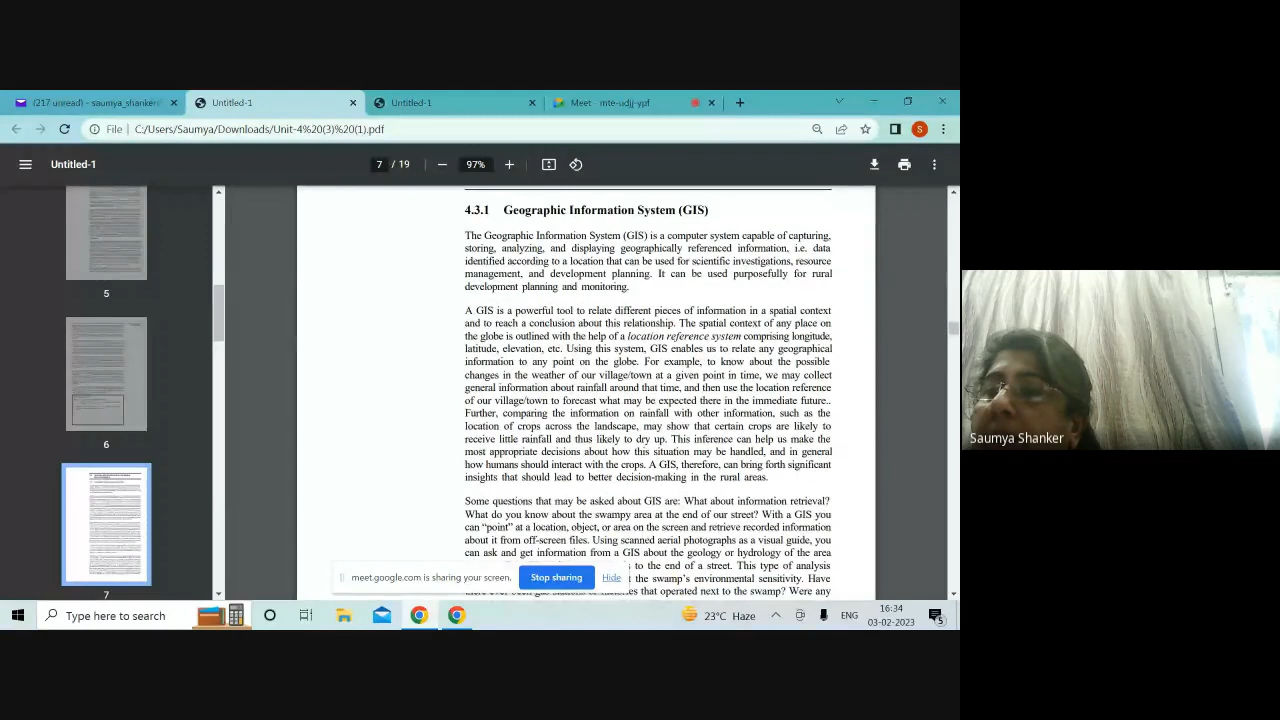 (217 unread) - saumya_shanker
Untitled-1
Untitled-1
Meet - mte-udjj-ypf
File | C:/Users/Saumya/Downloads/Unit-4%20(3)%20(1).pdf
Untitled-1
7 / 19
97%
5
6
7
4.3.1 Geographic Information System (GIS)
The Geographic Information System (GIS) is a computer system capable of capturing,
storing, analyzing, and displaying geographically referenced information, i.e. data
identified according to a location that can be used for scientific investigations, resource
management, and development planning. It can be used purposefully for rural
development planning and monitoring.
A GIS is a powerful tool to relate different pieces of information in a spatial context
and to reach a conclusion about this relationship. The spatial context of any place on
the globe is outlined with the help of a location reference system comprising longitude,
latitude, elevation, etc. Using this system, GIS enables us to relate any geographical
information to any point on the globe. For example, to know about the possible
changes in the weather of our village/town at a given point in time, we may collect
general information about rainfall around that time, and then use the location reference
of our village/town to forecast what may be expected there in the immediate future..
Further, comparing the information on rainfall with other information, such as the
location of crops across the landscape, may show that certain crops are likely to
receive little rainfall and thus likely to dry up. This inference can help us make the
most appropriate decisions about how this situation may be handled, and in general
how humans should interact with the crops. A GIS, therefore, can bring forth significant
insights that should lead to better decision-making in the rural areas.
Some questions that may be asked about GIS are: What about information retrieval?
What do you know about the swampy area at the end of our street? With a GIS you
can “point” at a location, object, or area on the screen and retrieve recorded information
about it from off-screen files. Using scanned aerial photographs as a visual guide, you
can ask and get information from a GIS about the geology or hydrology of the area
to the end of a street. This type of analysis
t the swamp's environmental sensitivity. Have
that operated next to the swamp? Were any
meet.google.com is sharing your screen.
Stop sharing
Hide
Saumya Shanker
Type here to search
23°C Haze
ENG
16:34
03-02-2023
5